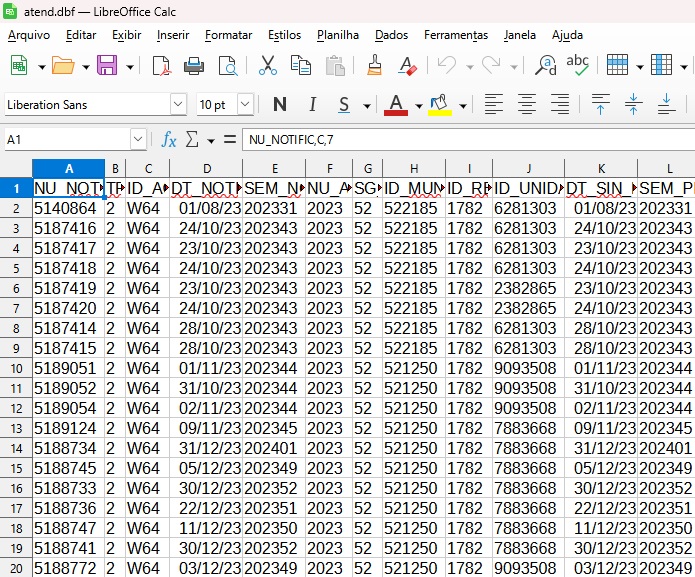 atend.dbf — LibreOffice Calc
Arquivo Editar Exibir Inserir Formatar Estilos Planilha Dados Ferramentas Janela Ajuda
Liberation Sans 10 pt N I S A
A1 fx Σ = NU_NOTIFIC,C,7
A B C D E F G H I J K L
1 NU_NOTI TP ID_A DT_NOTI SEM_N NU_A SG_ ID_MUN ID_RE ID_UNIDA DT_SIN_ SEM_PI
2 5140864 2 W64 01/08/23 202331 2023 52 522185 1782 6281303 01/08/23 202331
3 5187416 2 W64 24/10/23 202343 2023 52 522185 1782 6281303 24/10/23 202343
4 5187417 2 W64 23/10/23 202343 2023 52 522185 1782 6281303 23/10/23 202343
5 5187418 2 W64 24/10/23 202343 2023 52 522185 1782 6281303 24/10/23 202343
6 5187419 2 W64 23/10/23 202343 2023 52 522185 1782 2382865 23/10/23 202343
7 5187420 2 W64 24/10/23 202343 2023 52 522185 1782 2382865 24/10/23 202343
8 5187414 2 W64 28/10/23 202343 2023 52 522185 1782 6281303 28/10/23 202343
9 5187415 2 W64 28/10/23 202343 2023 52 522185 1782 6281303 28/10/23 202343
10 5189051 2 W64 01/11/23 202344 2023 52 521250 1782 9093508 01/11/23 202344
11 5189052 2 W64 31/10/23 202344 2023 52 521250 1782 9093508 31/10/23 202344
12 5189054 2 W64 02/11/23 202344 2023 52 521250 1782 9093508 02/11/23 202344
13 5189124 2 W64 09/11/23 202345 2023 52 521250 1782 7883668 09/11/23 202345
14 5188734 2 W64 31/12/23 202401 2023 52 521250 1782 7883668 31/12/23 202401
15 5188745 2 W64 05/12/23 202349 2023 52 521250 1782 7883668 05/12/23 202349
16 5188733 2 W64 30/12/23 202352 2023 52 521250 1782 7883668 30/12/23 202352
17 5188736 2 W64 22/12/23 202351 2023 52 521250 1782 7883668 22/12/23 202351
18 5188747 2 W64 11/12/23 202350 2023 52 521250 1782 7883668 11/12/23 202350
19 5188741 2 W64 30/12/23 202352 2023 52 521250 1782 7883668 30/12/23 202352
20 5188772 2 W64 03/12/23 202349 2023 52 521250 1782 7883668 03/12/23 202349